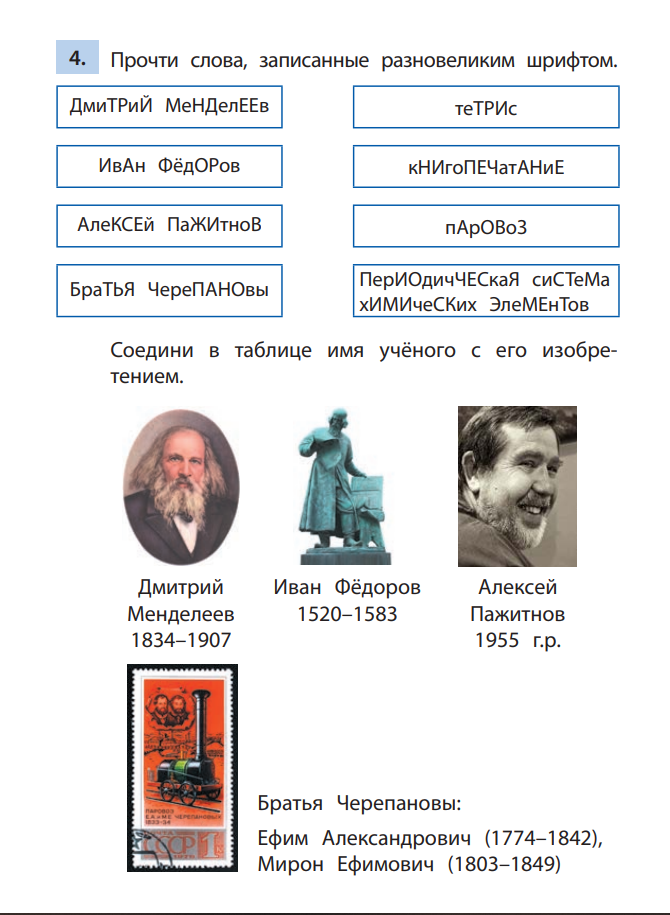 4. Прочти слова, записанные разновеликим шрифтом.
ДмиТРиЙ МеНДелЕЕв
теТРИс
ИвАн ФЁдОРов
кНИгоПЕЧатАНиЕ
АлеКСЕй ПаЖИтноВ
пАрОВоЗ
БраТЬЯ ЧереПАНОвы
ПерИОдичЧЕСкаЯ сиСТеМа
хИМИчеСКих ЭлеМЕнТов
Соедини в таблице имя учёного с его изобре-
тением.
Дмитрий
Менделеев
1834–1907
Иван Фёдоров
1520–1583
Алексей
Пажитнов
1955 г.р.
ПАРОВОЗ
Е.А. и М.Е. ЧЕРЕПАНОВЫХ
1833-34
ПОЧТА
СССР 1
Братья Черепановы:
Ефим Александрович (1774–1842),
Мирон Ефимович (1803–1849)